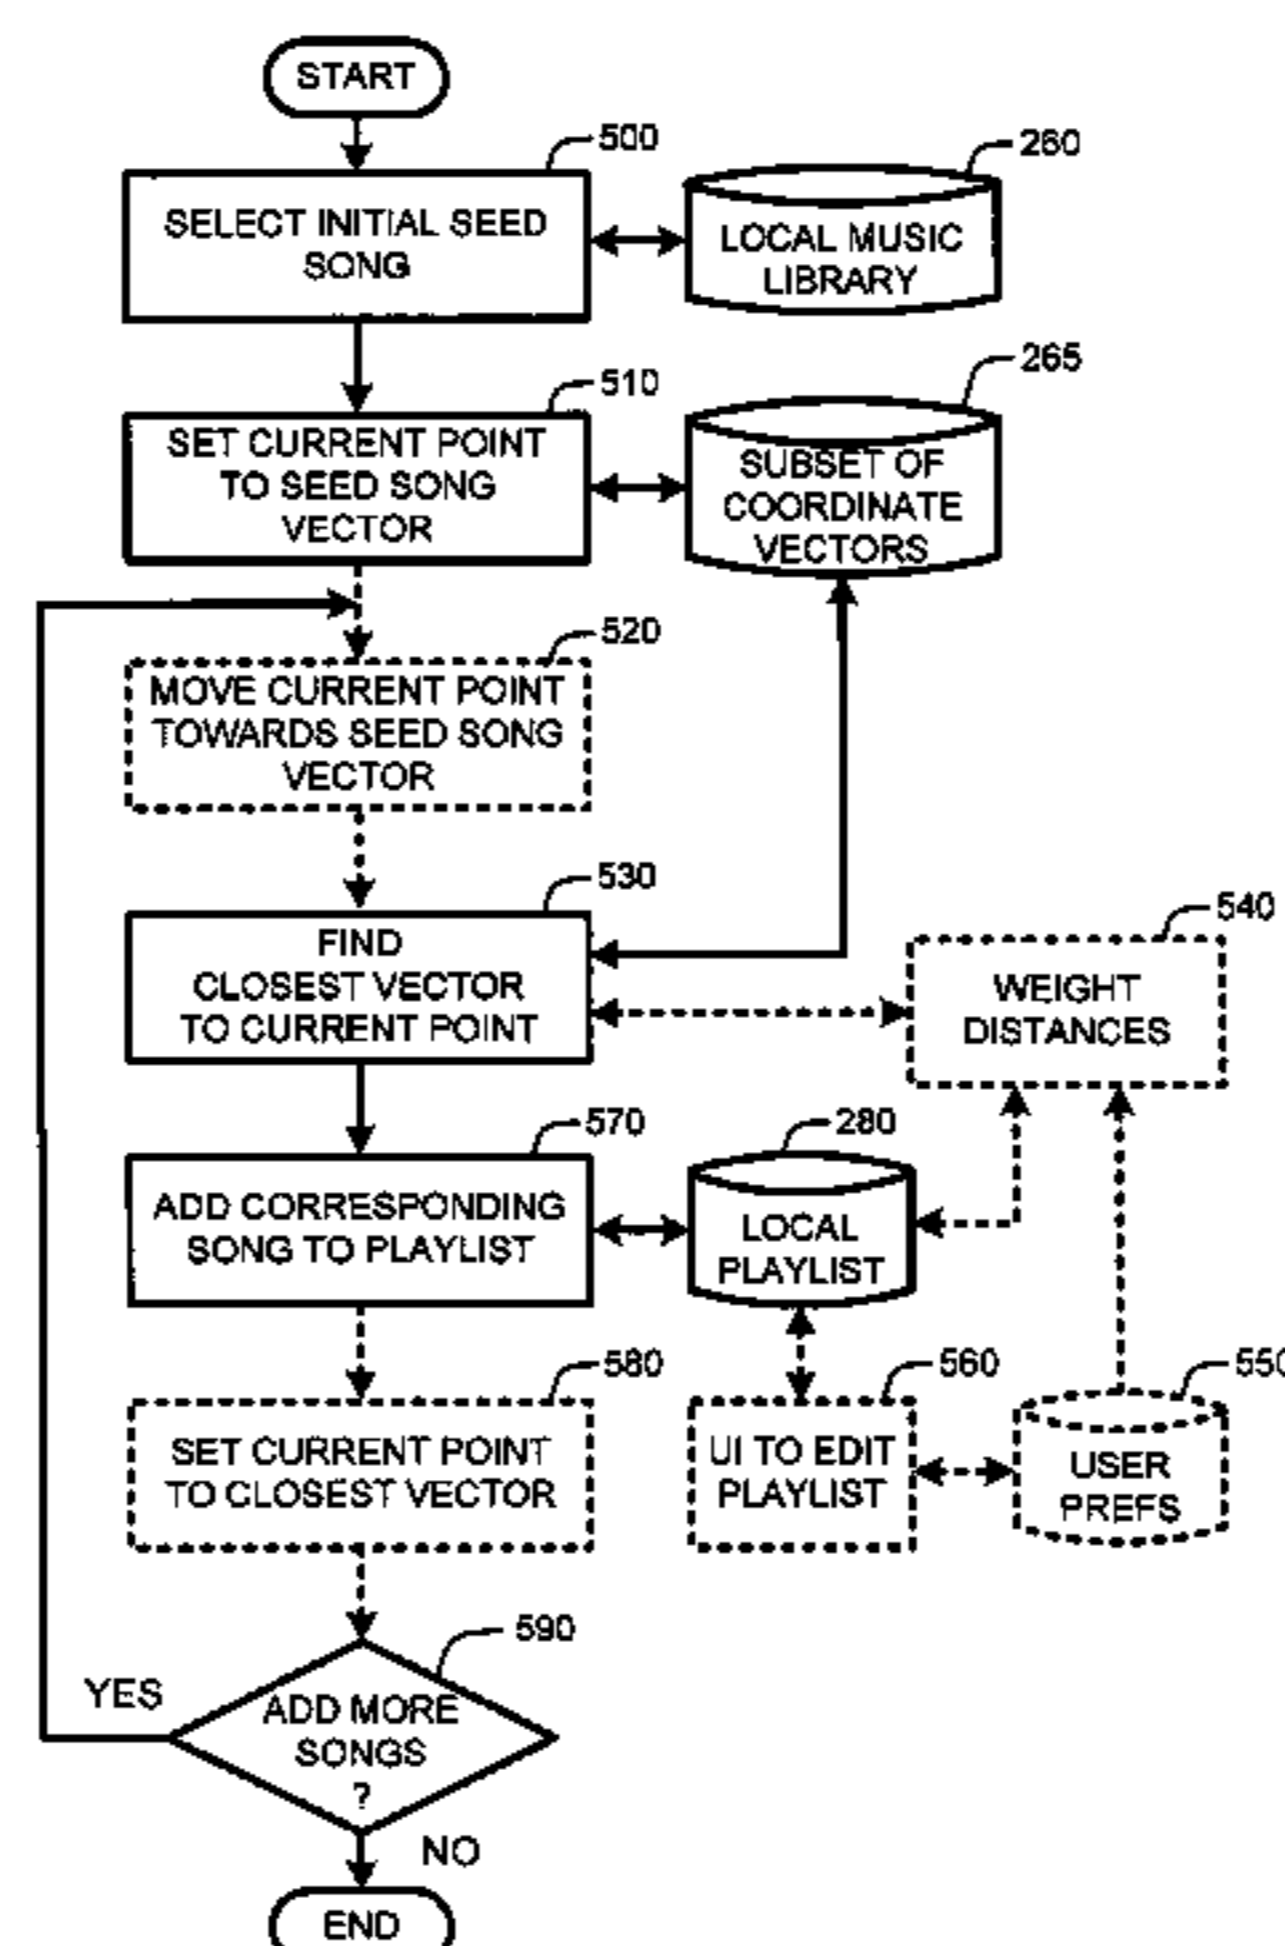 START
500
SELECT INITIAL SEED
SONG
260
LOCAL MUSIC
LIBRARY
510
SET CURRENT POINT
TO SEED SONG
VECTOR
265
SUBSET OF
COORDINATE
VECTORS
520
MOVE CURRENT POINT
TOWARDS SEED SONG
VECTOR
530
FIND
CLOSEST VECTOR
TO CURRENT POINT
540
WEIGHT
DISTANCES
570
ADD CORRESPONDING
SONG TO PLAYLIST
280
LOCAL
PLAYLIST
580
SET CURRENT POINT
TO CLOSEST VECTOR
560
UI TO EDIT
PLAYLIST
550
USER
PREFS
590
YES
ADD MORE
SONGS
?
NO
END